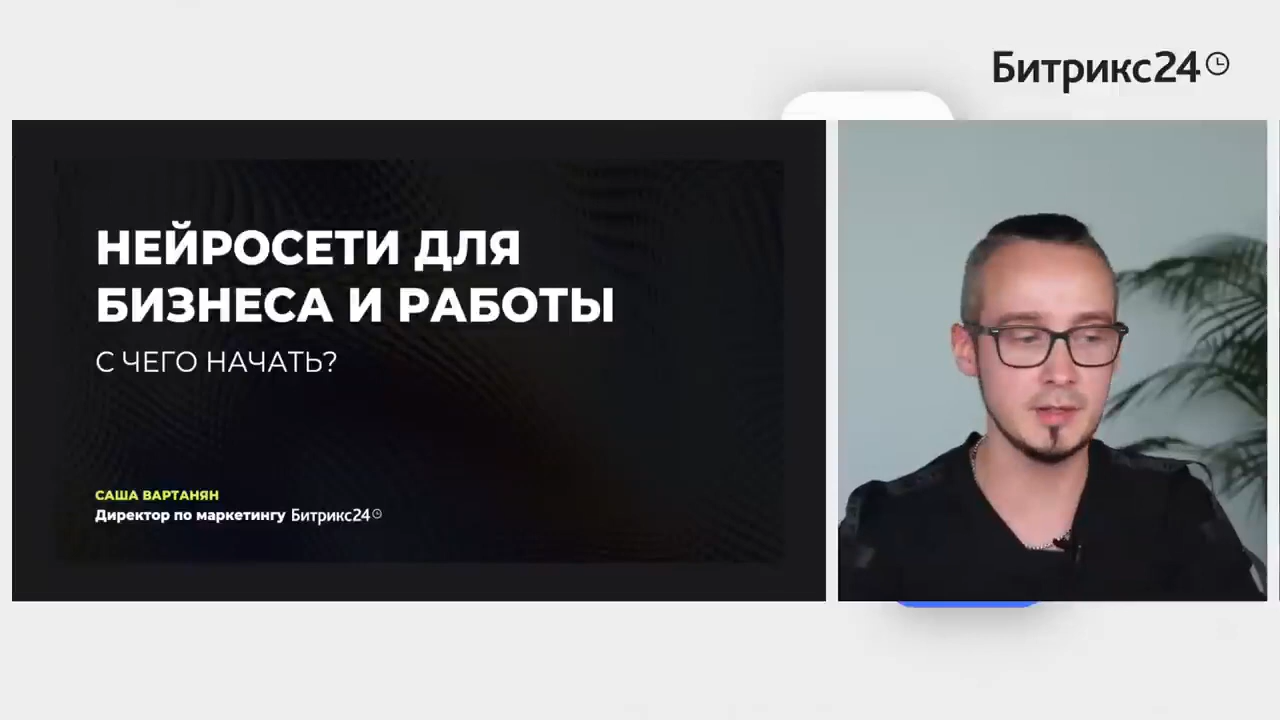 Битрикс24
НЕЙРОСЕТИ ДЛЯ
БИЗНЕСА И РАБОТЫ
С ЧЕГО НАЧАТЬ?
САША ВАРТАНЯН
Директор по маркетингу Битрикс24